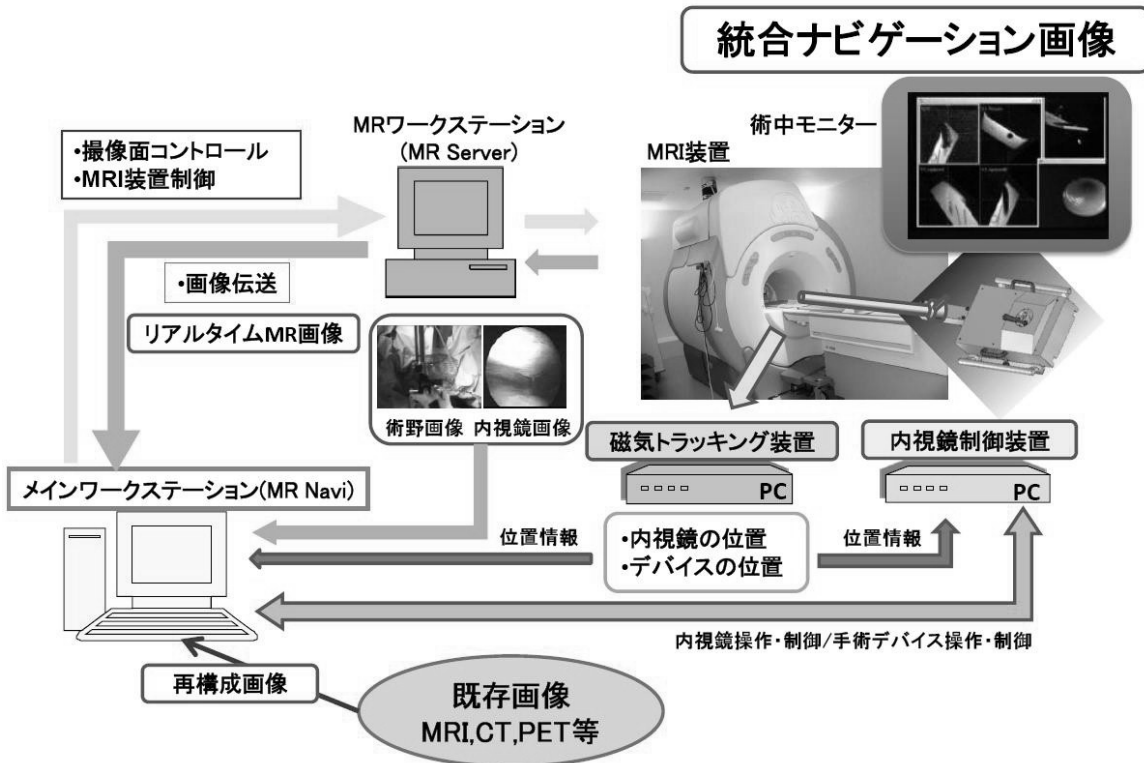 統合ナビゲーション画像
MRワークステーション
(MR Server)
術中モニター
MRI装置
・撮像面コントロール
・MRI装置制御
・画像伝送
リアルタイムMR画像
術野画像 内視鏡画像
磁気トラッキング装置
内視鏡制御装置
PC
PC
メインワークステーション(MR Navi)
位置情報
・内視鏡の位置
・デバイスの位置
位置情報
内視鏡操作・制御/手術デバイス操作・制御
再構成画像
既存画像
MRI,CT,PET等